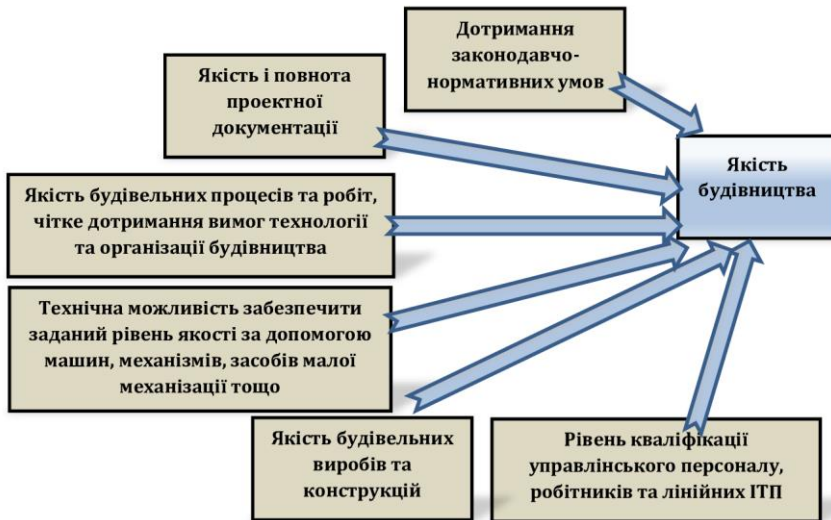 Дотримання
законодавчо-
нормативних умов
Якість і повнота
проектної
документації
Якість
будівництва
Якість будівельних процесів та робіт,
чітке дотримання вимог технології
та організації будівництва
Технічна можливість забезпечити
заданий рівень якості за допомогою
машин, механізмів, засобів малої
механізації тощо
Якість будівельних
виробів та
конструкцій
Рівень кваліфікації
управлінського персоналу,
робітників та лінійних ІТП